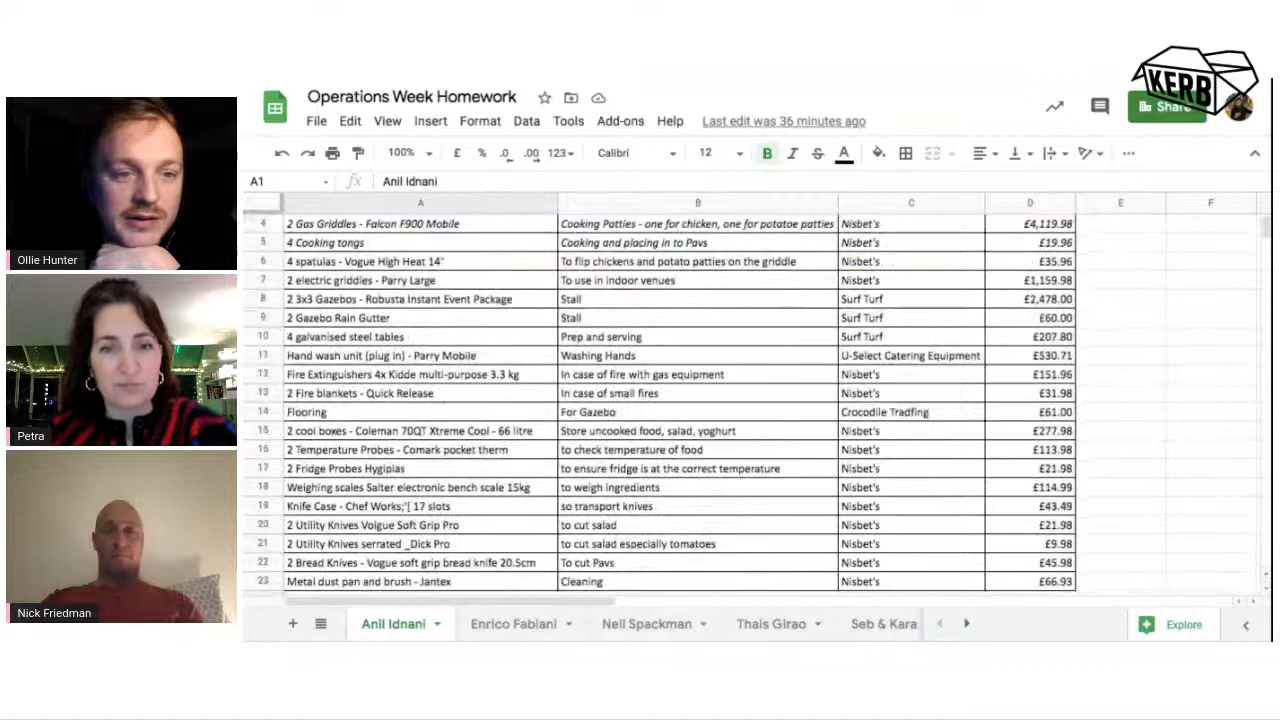 KERB
Operations Week Homework
Share
File Edit View Insert Format Data Tools Add-ons Help Last edit was 36 minutes ago
100% £ % .0 .00 123 Calibri 12 B I S A
A1 fx Anil Idnani
A B C D E F
4 2 Gas Griddles - Falcon F900 Mobile Cooking Patties - one for chicken, one for potatoe patties Nisbet's £4,119.98
5 4 Cooking tongs Cooking and placing in to Pavs Nisbet's £19.96
6 4 spatulas - Vogue High Heat 14" To flip chickens and potato patties on the griddle Nisbet's £35.96
7 2 electric griddles - Parry Large To use in indoor venues Nisbet's £1,159.98
8 2 3x3 Gazebos - Robusta Instant Event Package Stall Surf Turf £2,478.00
9 2 Gazebo Rain Gutter Stall Surf Turf £60.00
10 4 galvanised steel tables Prep and serving Surf Turf £207.80
11 Hand wash unit (plug in) - Parry Mobile Washing Hands U-Select Catering Equipment £530.71
12 Fire Extinguishers 4x Kidde multi-purpose 3.3 kg In case of fire with gas equipment Nisbet's £151.96
13 2 Fire blankets - Quick Release In case of small fires Nisbet's £31.98
14 Flooring For Gazebo Crocodile Tradfing £61.00
15 2 cool boxes - Coleman 70QT Xtreme Cool - 66 litre Store uncooked food, salad, yoghurt Nisbet's £277.98
16 2 Temperature Probes - Comark pocket therm to check temperature of food Nisbet's £113.98
17 2 Fridge Probes Hygiplas to ensure fridge is at the correct temperature Nisbet's £21.98
18 Weighing scales Salter electronic bench scale 15kg to weigh ingredients Nisbet's £114.99
19 Knife Case - Chef Works;'[ 17 slots so transport knives Nisbet's £43.49
20 2 Utility Knives Voigue Soft Grip Pro to cut salad Nisbet's £21.98
21 2 Utility Knives serrated _Dick Pro to cut salad especially tomatoes Nisbet's £9.98
22 2 Bread Knives - Vogue soft grip bread knife 20.5cm To cut Pavs Nisbet's £45.98
23 Metal dust pan and brush - Jantex Cleaning Nisbet's £66.93
Anil Idnani Enrico Fabiani Neil Spackman Thais Girao Seb & Kara Explore
Ollie Hunter
Petra
Nick Friedman